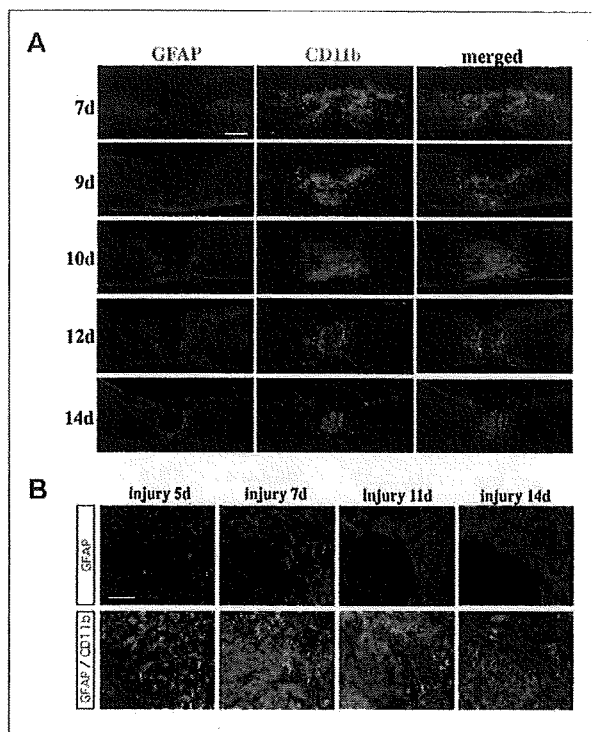 A
GFAP CD11b merged
7d
9d
10d
12d
14d
B
injury 5d injury 7d injury 11d injury 14d
GFAP
GFAP / CD11b